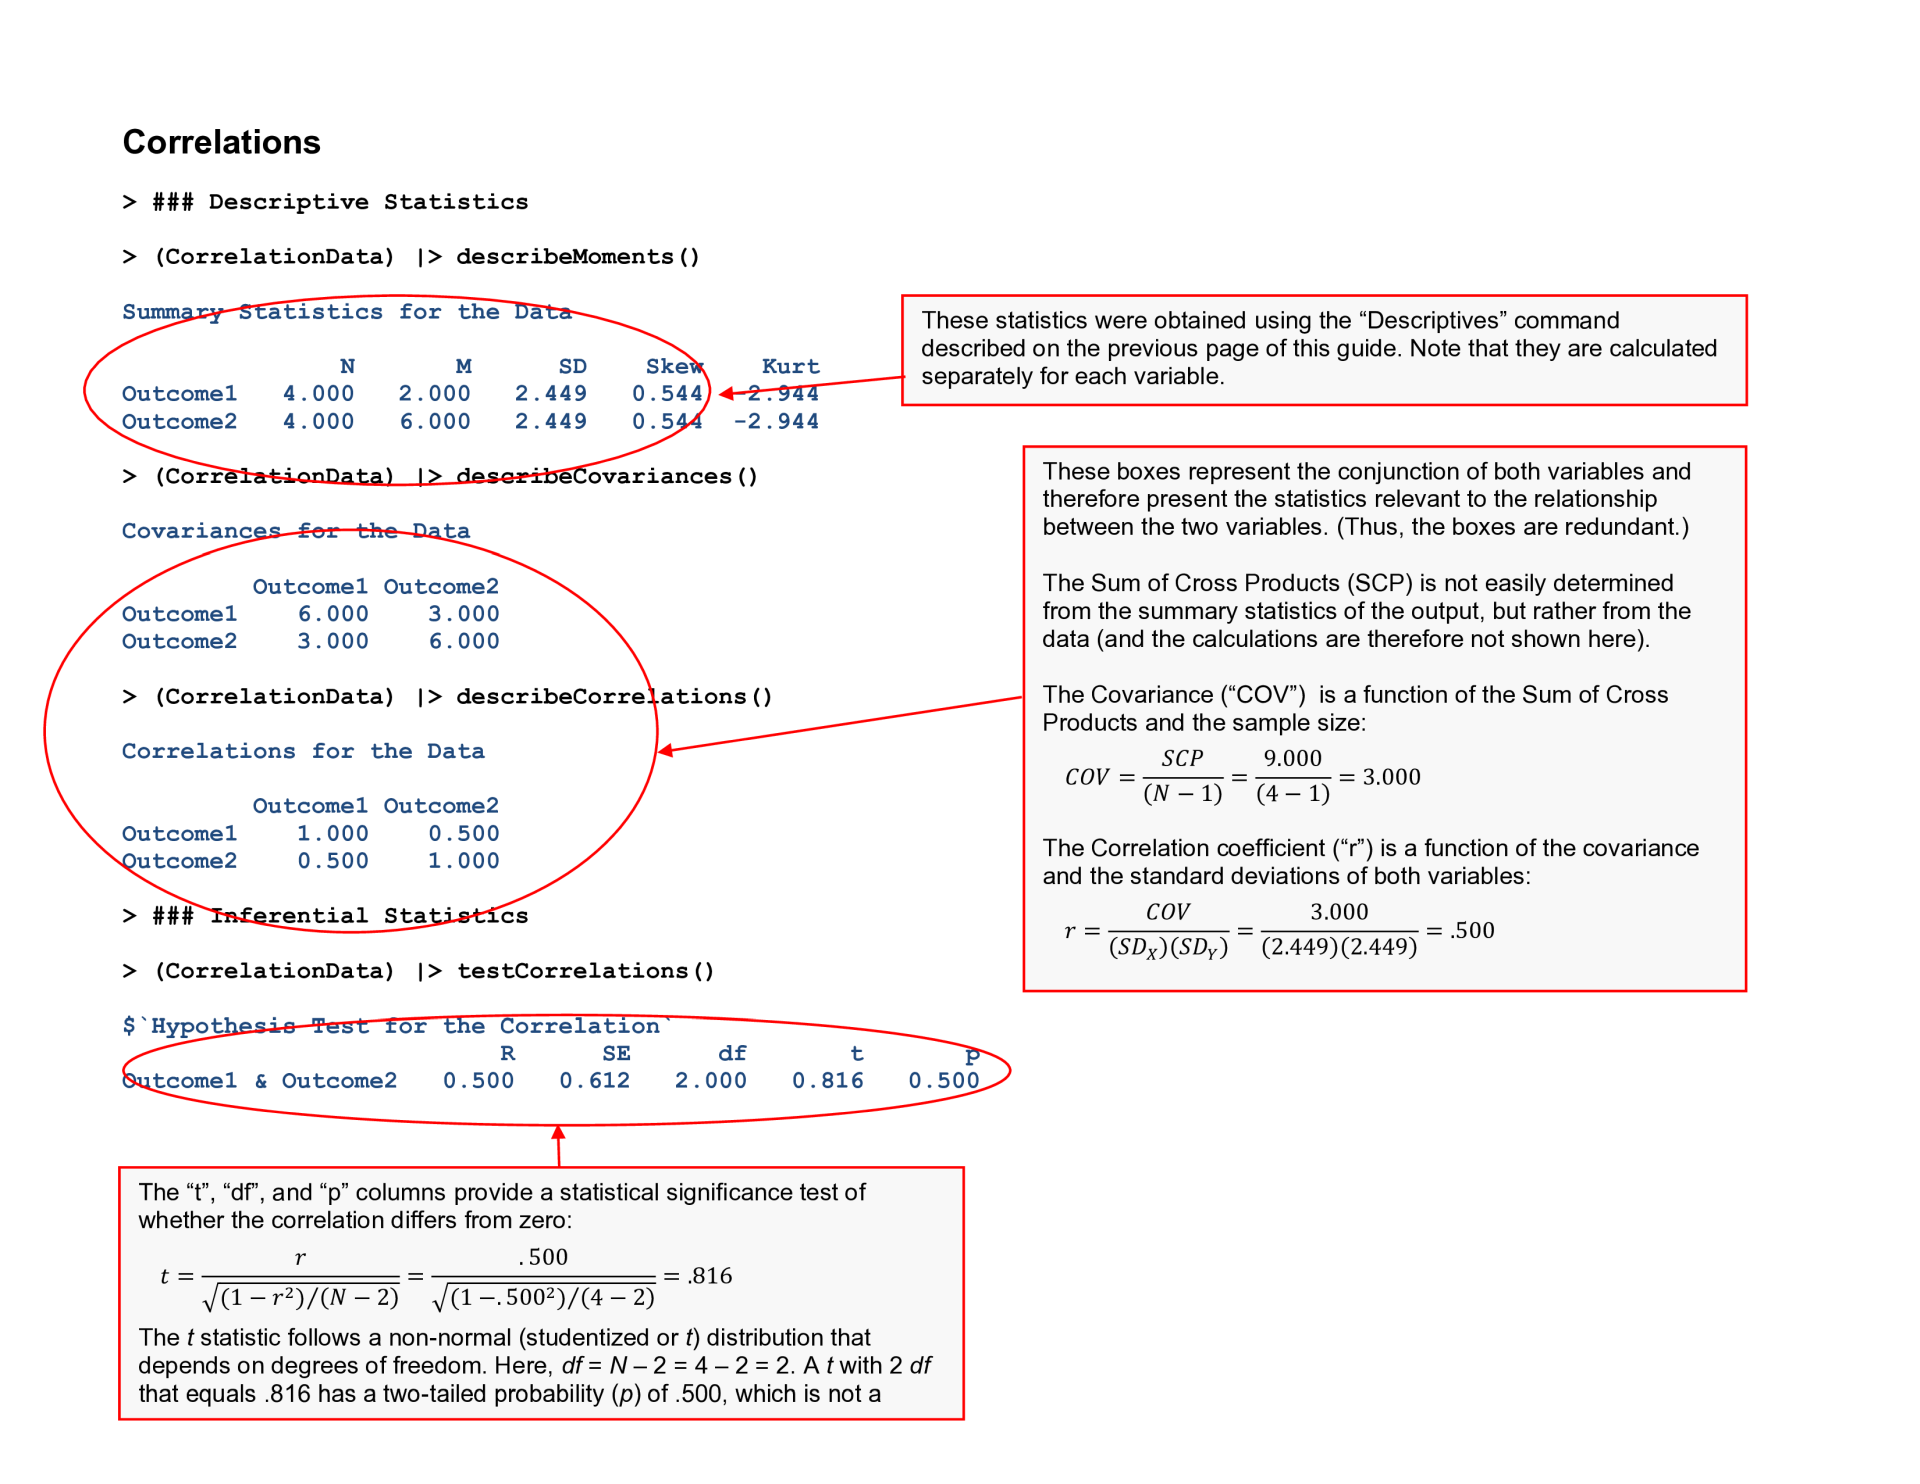 Correlations
> ### Descriptive Statistics
> (CorrelationData) |> describeMoments()
Summary Statistics for the Data
N M SD Skew Kurt
Outcome1 4.000 2.000 2.449 0.544 -2.944
Outcome2 4.000 6.000 2.449 0.544 -2.944
> (CorrelationData) |> describeCovariances()
Covariances for the Data
Outcome1 Outcome2
Outcome1 6.000 3.000
Outcome2 3.000 6.000
> (CorrelationData) |> describeCorrelations()
Correlations for the Data
Outcome1 Outcome2
Outcome1 1.000 0.500
Outcome2 0.500 1.000
> ### Inferential Statistics
> (CorrelationData) |> testCorrelations()
$`Hypothesis Test for the Correlation`
R SE df t p
Outcome1 & Outcome2 0.500 0.612 2.000 0.816 0.500
These statistics were obtained using the “Descriptives” command
described on the previous page of this guide. Note that they are calculated
separately for each variable.
These boxes represent the conjunction of both variables and
therefore present the statistics relevant to the relationship
between the two variables. (Thus, the boxes are redundant.)
The Sum of Cross Products (SCP) is not easily determined
from the summary statistics of the output, but rather from the
data (and the calculations are therefore not shown here).
The Covariance (“COV”) is a function of the Sum of Cross
Products and the sample size:
COV = SCP / (N − 1) = 9.000 / (4 − 1) = 3.000
The Correlation coefficient (“r”) is a function of the covariance
and the standard deviations of both variables:
r = COV / (SD_X)(SD_Y) = 3.000 / (2.449)(2.449) = .500
The “t”, “df”, and “p” columns provide a statistical significance test of
whether the correlation differs from zero:
t = r / √(1 − r²)/(N − 2) = .500 / √(1 −.500²)/(4 − 2) = .816
The t statistic follows a non-normal (studentized or t) distribution that
depends on degrees of freedom. Here, df = N – 2 = 4 – 2 = 2. A t with 2 df
that equals .816 has a two-tailed probability (p) of .500, which is not a